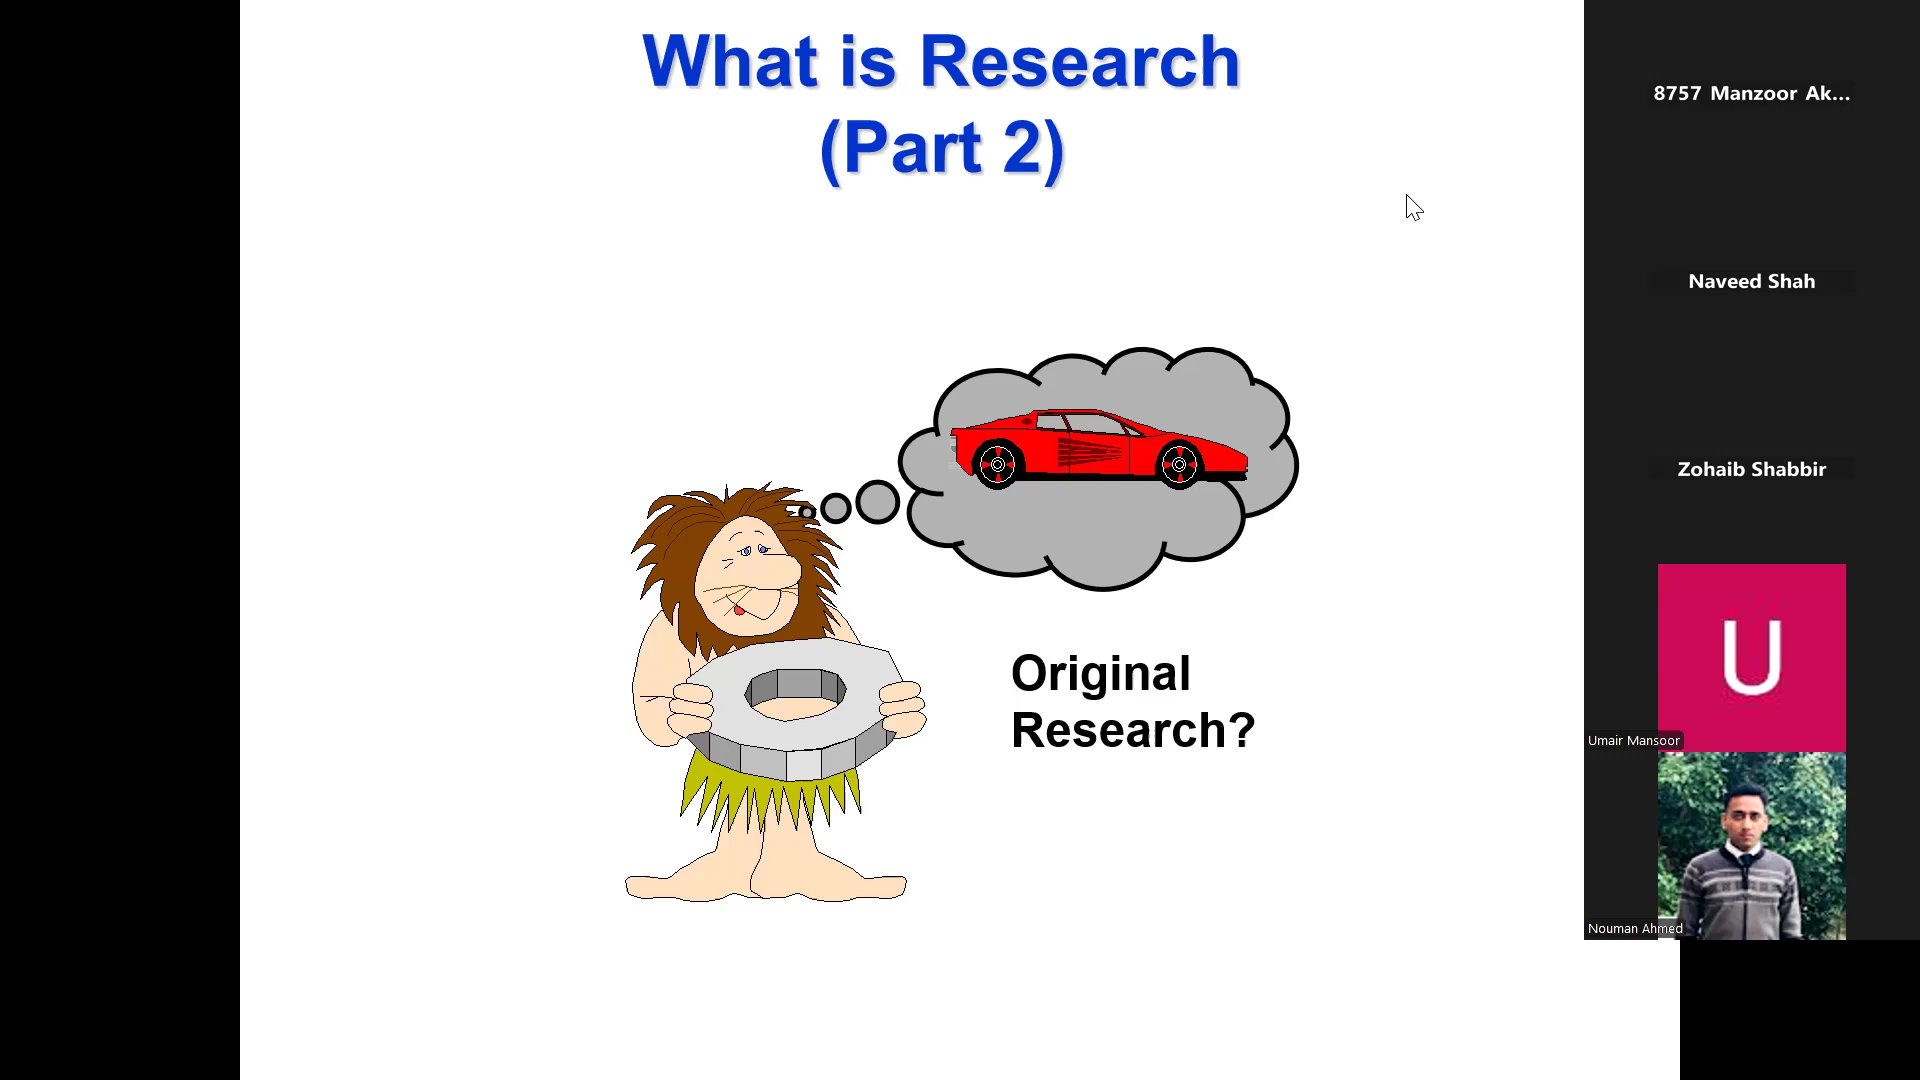 What is Research
(Part 2)
Original
Research?
8757 Manzoor Ak...
Naveed Shah
Zohaib Shabbir
U
Umair Mansoor
Nouman Ahmed